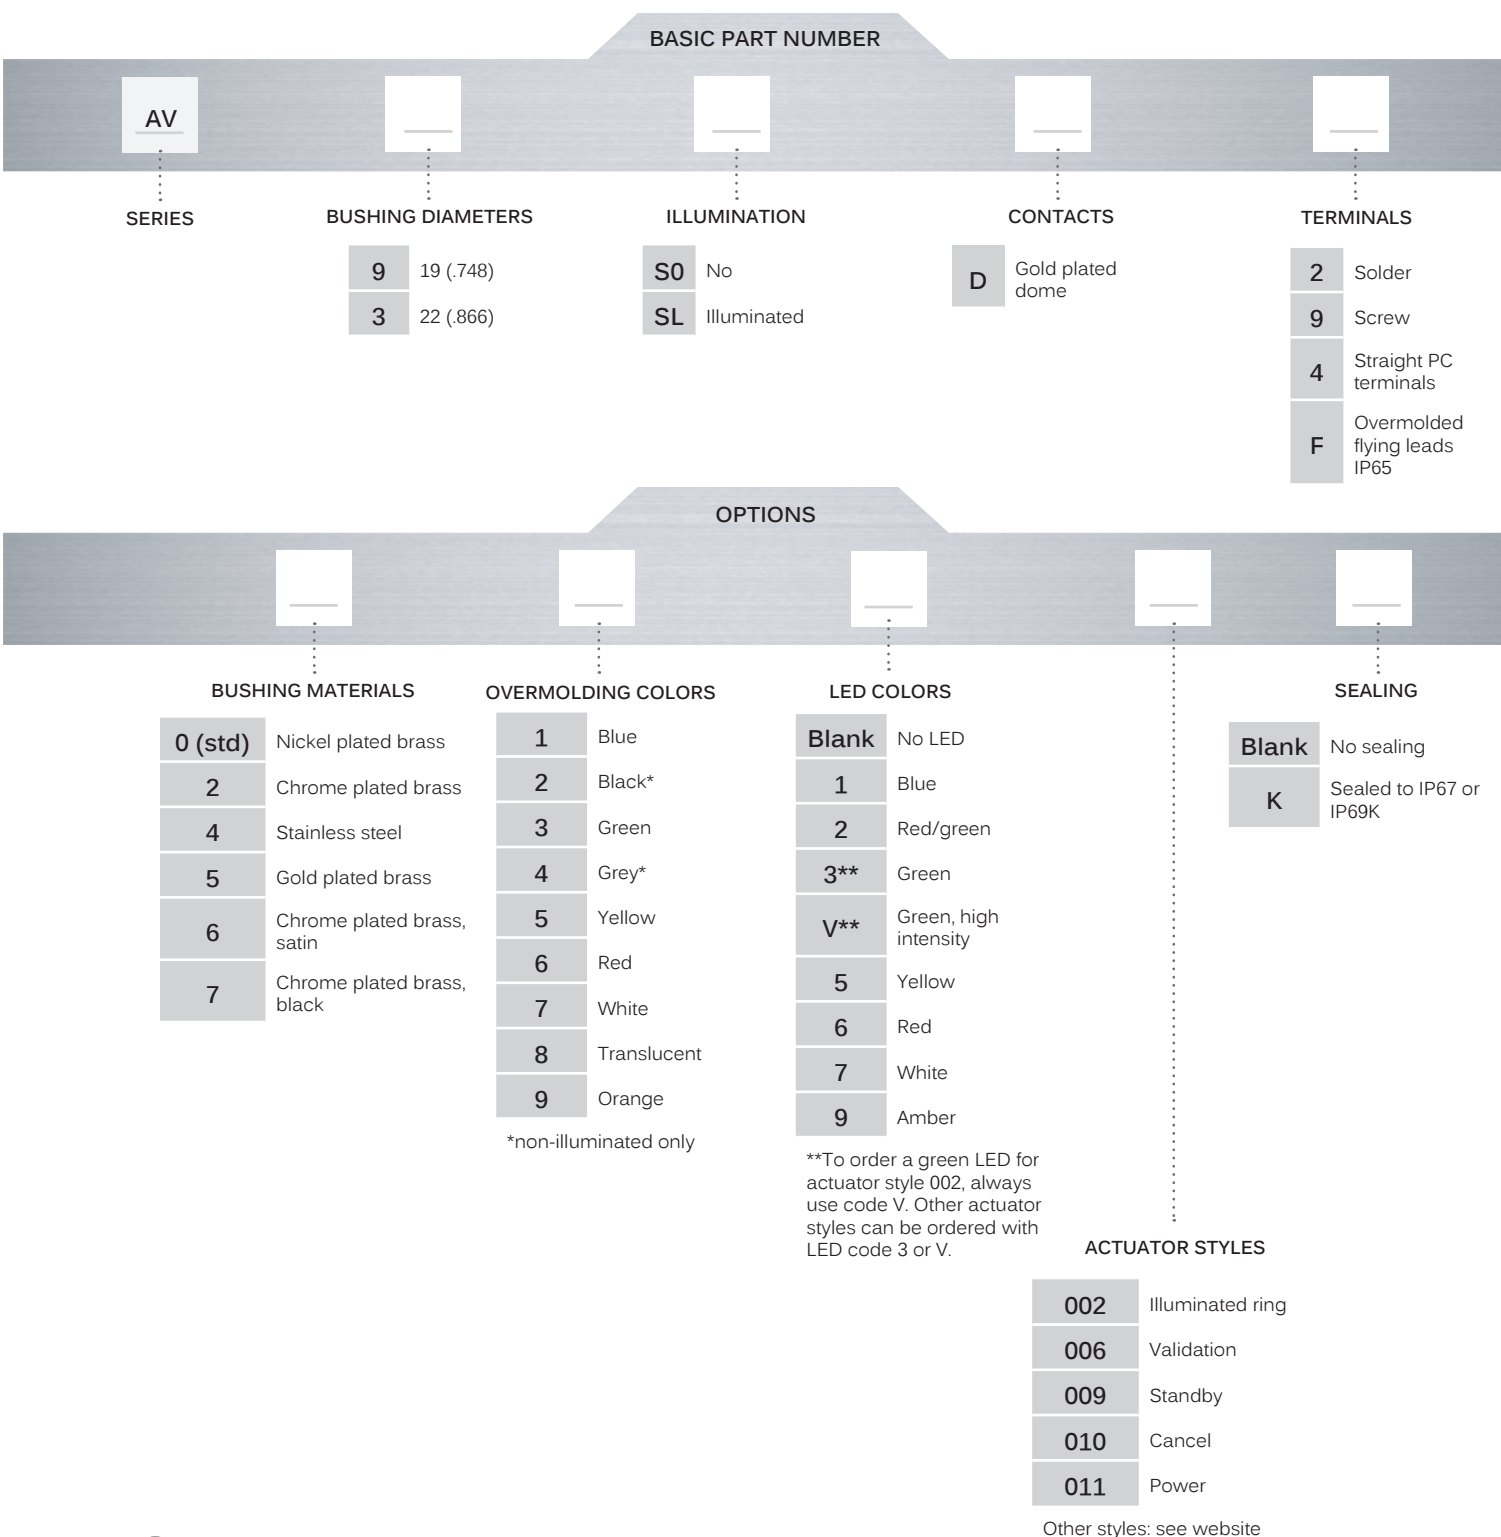 BASIC PART NUMBER
AV
SERIES
BUSHING DIAMETERS
9 19 (.748)
3 22 (.866)
ILLUMINATION
S0 No
SL Illuminated
CONTACTS
D Gold plated
dome
TERMINALS
2 Solder
9 Screw
4 Straight PC
terminals
F Overmolded
flying leads
IP65
OPTIONS
BUSHING MATERIALS
0 (std) Nickel plated brass
2 Chrome plated brass
4 Stainless steel
5 Gold plated brass
6 Chrome plated brass,
satin
7 Chrome plated brass,
black
OVERMOLDING COLORS
1 Blue
2 Black*
3 Green
4 Grey*
5 Yellow
6 Red
7 White
8 Translucent
9 Orange
*non-illuminated only
LED COLORS
Blank No LED
1 Blue
2 Red/green
3** Green
V** Green, high
intensity
5 Yellow
6 Red
7 White
9 Amber
**To order a green LED for
actuator style 002, always
use code V. Other actuator
styles can be ordered with
LED code 3 or V.
ACTUATOR STYLES
002 Illuminated ring
006 Validation
009 Standby
010 Cancel
011 Power
Other styles: see website
SEALING
Blank No sealing
K Sealed to IP67 or
IP69K